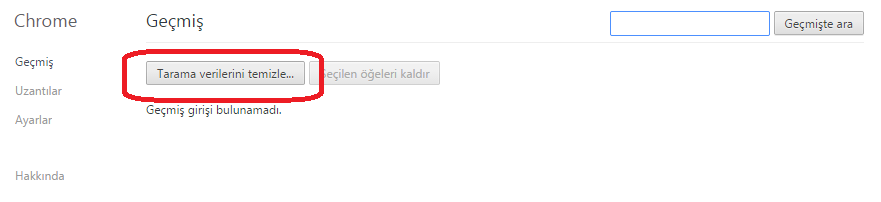 Chrome
Geçmiş
Geçmişte ara
Geçmiş
Uzantılar
Ayarlar
Hakkında
Tarama verilerini temizle... Seçilen öğeleri kaldır
Geçmiş girişi bulunamadı.